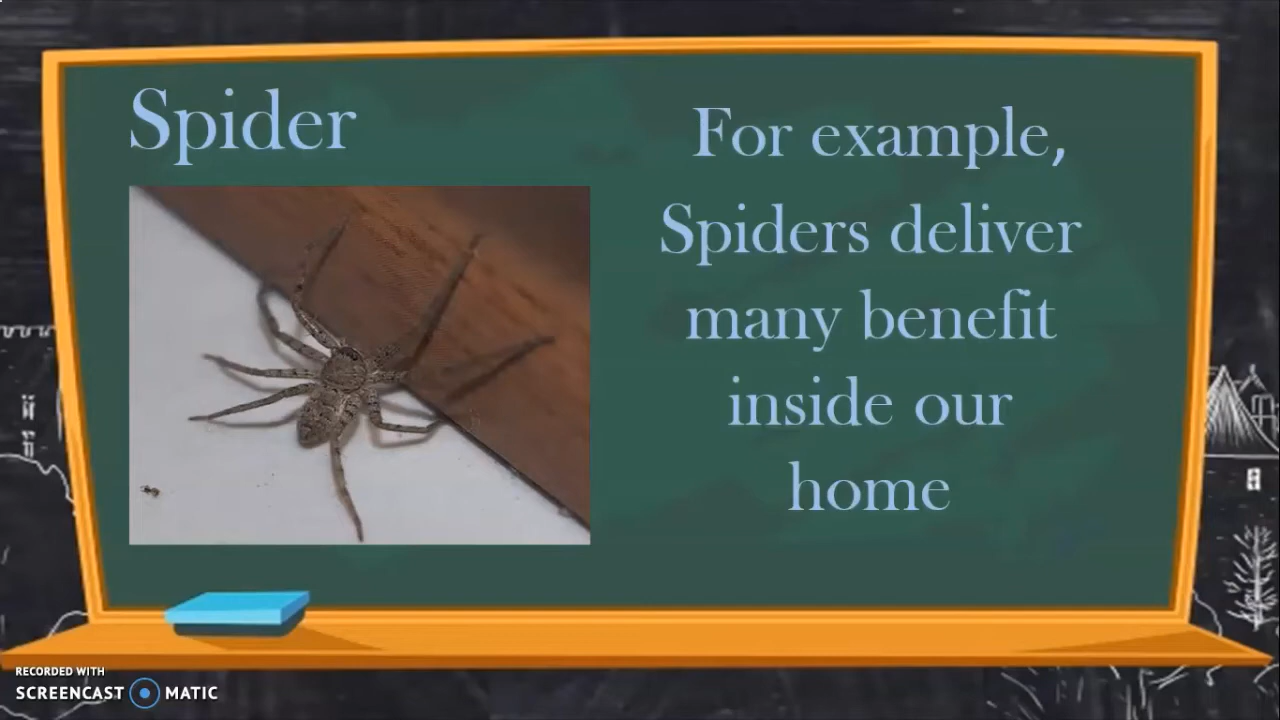 Spider
For example,
Spiders deliver
many benefit
inside our
home
RECORDED WITH
SCREENCAST MATIC